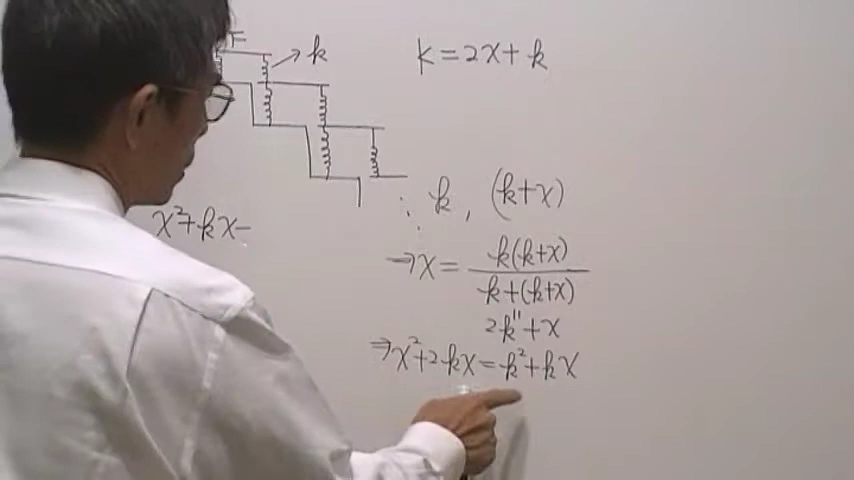 k
K = 2x + k
k , (k+x)
x²+kx-
→ x = k(k+x) / k+(k+x)
2k+x
⇒ x²+2kx = k²+kx